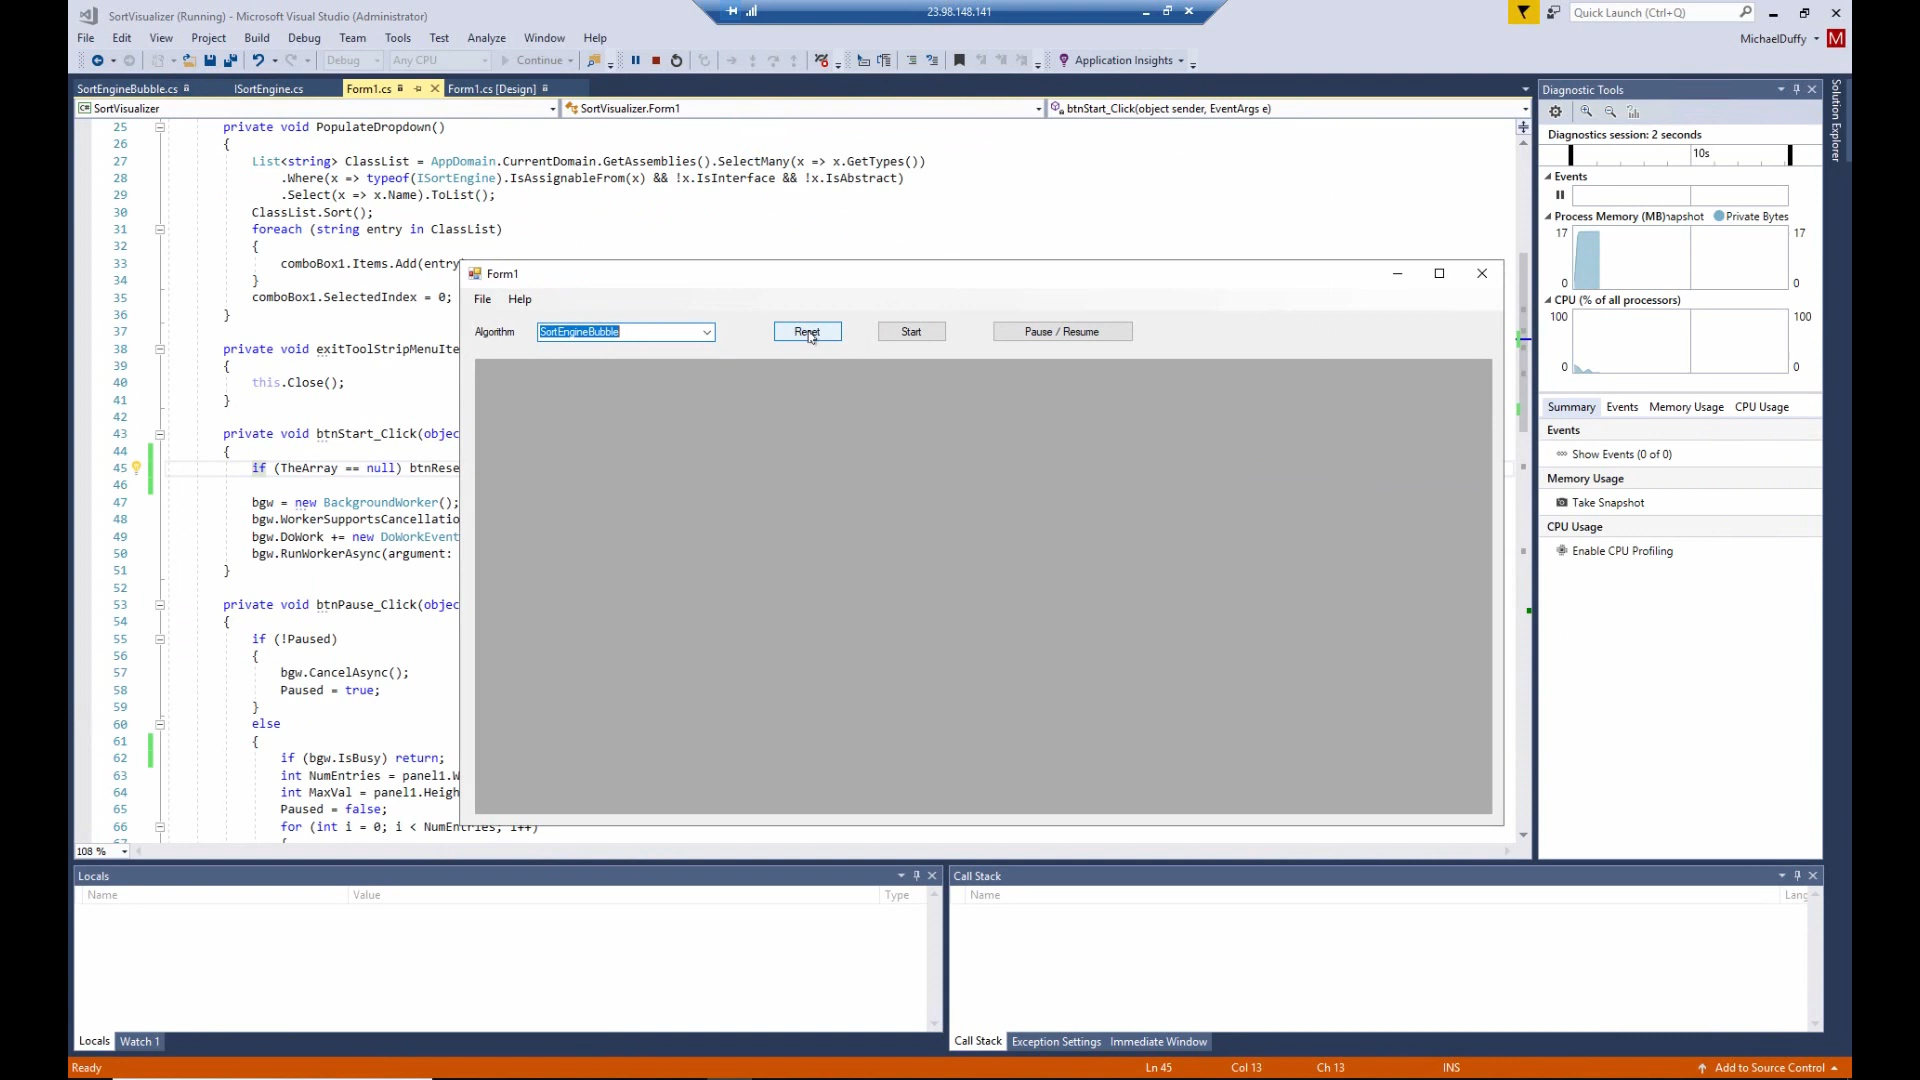 SortVisualizer (Running) - Microsoft Visual Studio (Administrator)
23.98.148.141
Quick Launch (Ctrl+Q)
File Edit View Project Build Debug Team Tools Test Analyze Window Help
MichaelDuffy M
Debug Any CPU Continue Application Insights
SortEngineBubble.cs ISortEngine.cs Form1.cs Form1.cs [Design]
SortVisualizer SortVisualizer.Form1 btnStart_Click(object sender, EventArgs e)
25 private void PopulateDropdown()
26 {
27 List<string> ClassList = AppDomain.CurrentDomain.GetAssemblies().SelectMany(x => x.GetTypes())
28 .Where(x => typeof(ISortEngine).IsAssignableFrom(x) && !x.IsInterface && !x.IsAbstract)
29 .Select(x => x.Name).ToList();
30 ClassList.Sort();
31 foreach (string entry in ClassList)
32 {
33 comboBox1.Items.Add(entry
34 }
35 comboBox1.SelectedIndex = 0;
36 }
37
38 private void exitToolStripMenuIte
39 {
40 this.Close();
41 }
42
43 private void btnStart_Click(objec
44 {
45 if (TheArray == null) btnRese
46
47 bgw = new BackgroundWorker();
48 bgw.WorkerSupportsCancellatio
49 bgw.DoWork += new DoWorkEvent
50 bgw.RunWorkerAsync(argument:
51 }
52
53 private void btnPause_Click(objec
54 {
55 if (!Paused)
56 {
57 bgw.CancelAsync();
58 Paused = true;
59 }
60 else
61 {
62 if (bgw.IsBusy) return;
63 int NumEntries = panel1.W
64 int MaxVal = panel1.Heigh
65 Paused = false;
66 for (int i = 0; i < NumEntries; i++)
108 %
Form1
File Help
Algorithm SortEngineBubble Reset Start Pause / Resume
Diagnostic Tools
Diagnostics session: 2 seconds
10s
Events
Process Memory (MB) napshot Private Bytes
17 17
0 0
CPU (% of all processors)
100 100
0 0
Summary Events Memory Usage CPU Usage
Events
Show Events (0 of 0)
Memory Usage
Take Snapshot
CPU Usage
Enable CPU Profiling
Solution Explorer
Locals
Name Value Type
Locals Watch 1
Call Stack
Name Lang
Call Stack Exception Settings Immediate Window
Ready Ln 45 Col 13 Ch 13 INS Add to Source Control